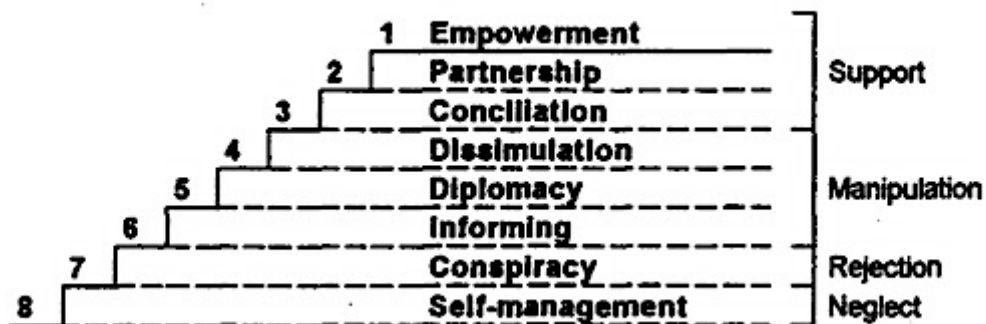 1 Empowerment
2 Partnership Support
3 Conciliation
4 Dissimulation
5 Diplomacy Manipulation
6 Informing
7 Conspiracy Rejection
8 Self-management Neglect